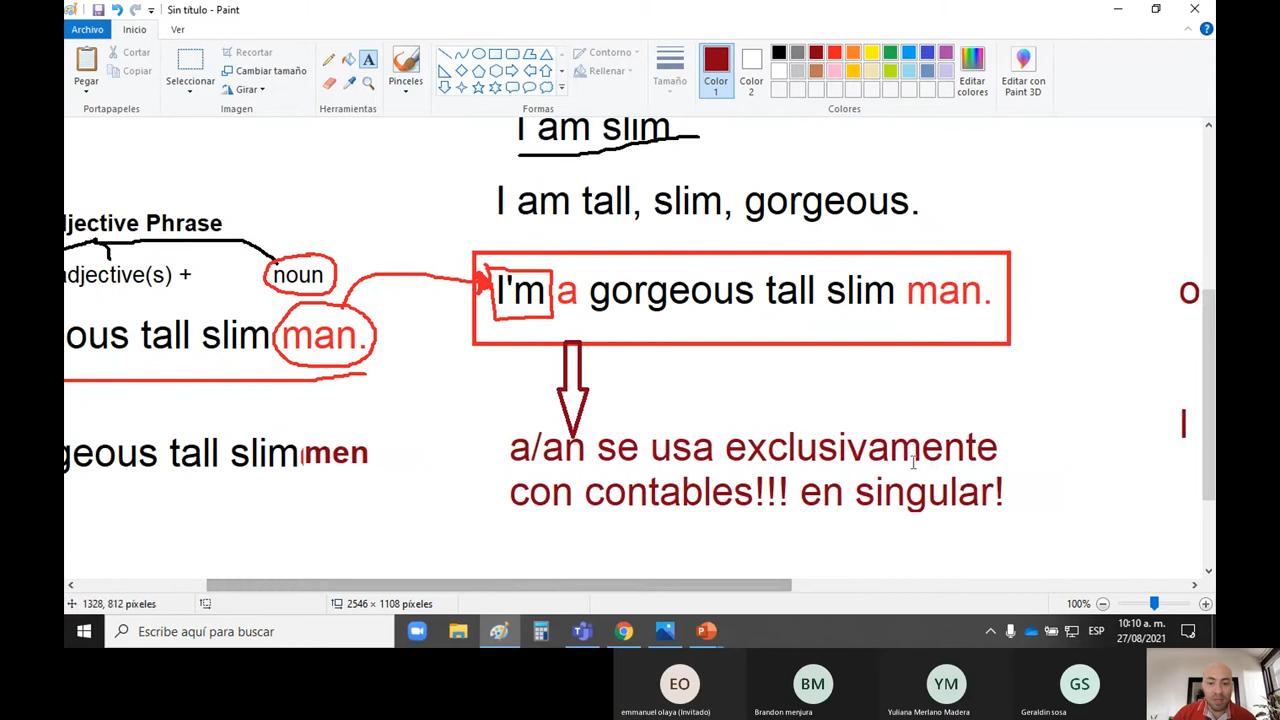 Sin título - Paint
Archivo Inicio Ver
Pegar
Cortar
Copiar
Portapapeles
Seleccionar
Recortar
Cambiar tamaño
Girar
Imagen
A
Herramientas
Pinceles
Contorno
Rellenar
Formas
Tamaño
Color 1
Color 2
Editar colores
Colores
Editar con Paint 3D
I am slim
I am tall, slim, gorgeous.
djective Phrase
adjective(s) + noun
I'm a gorgeous tall slim man.
ous tall slim man.
geous tall slim men
a/an se usa exclusivamente
con contables!!! en singular!
1328, 812 píxeles
2546 × 1108 píxeles
100%
Escribe aquí para buscar
ESP
10:10 a. m.
27/08/2021
EO
BM
YM
GS
emmanuel olaya (Invitado)
Brandon menjura
Yuliana Merlano Madera
Geraldin sosa